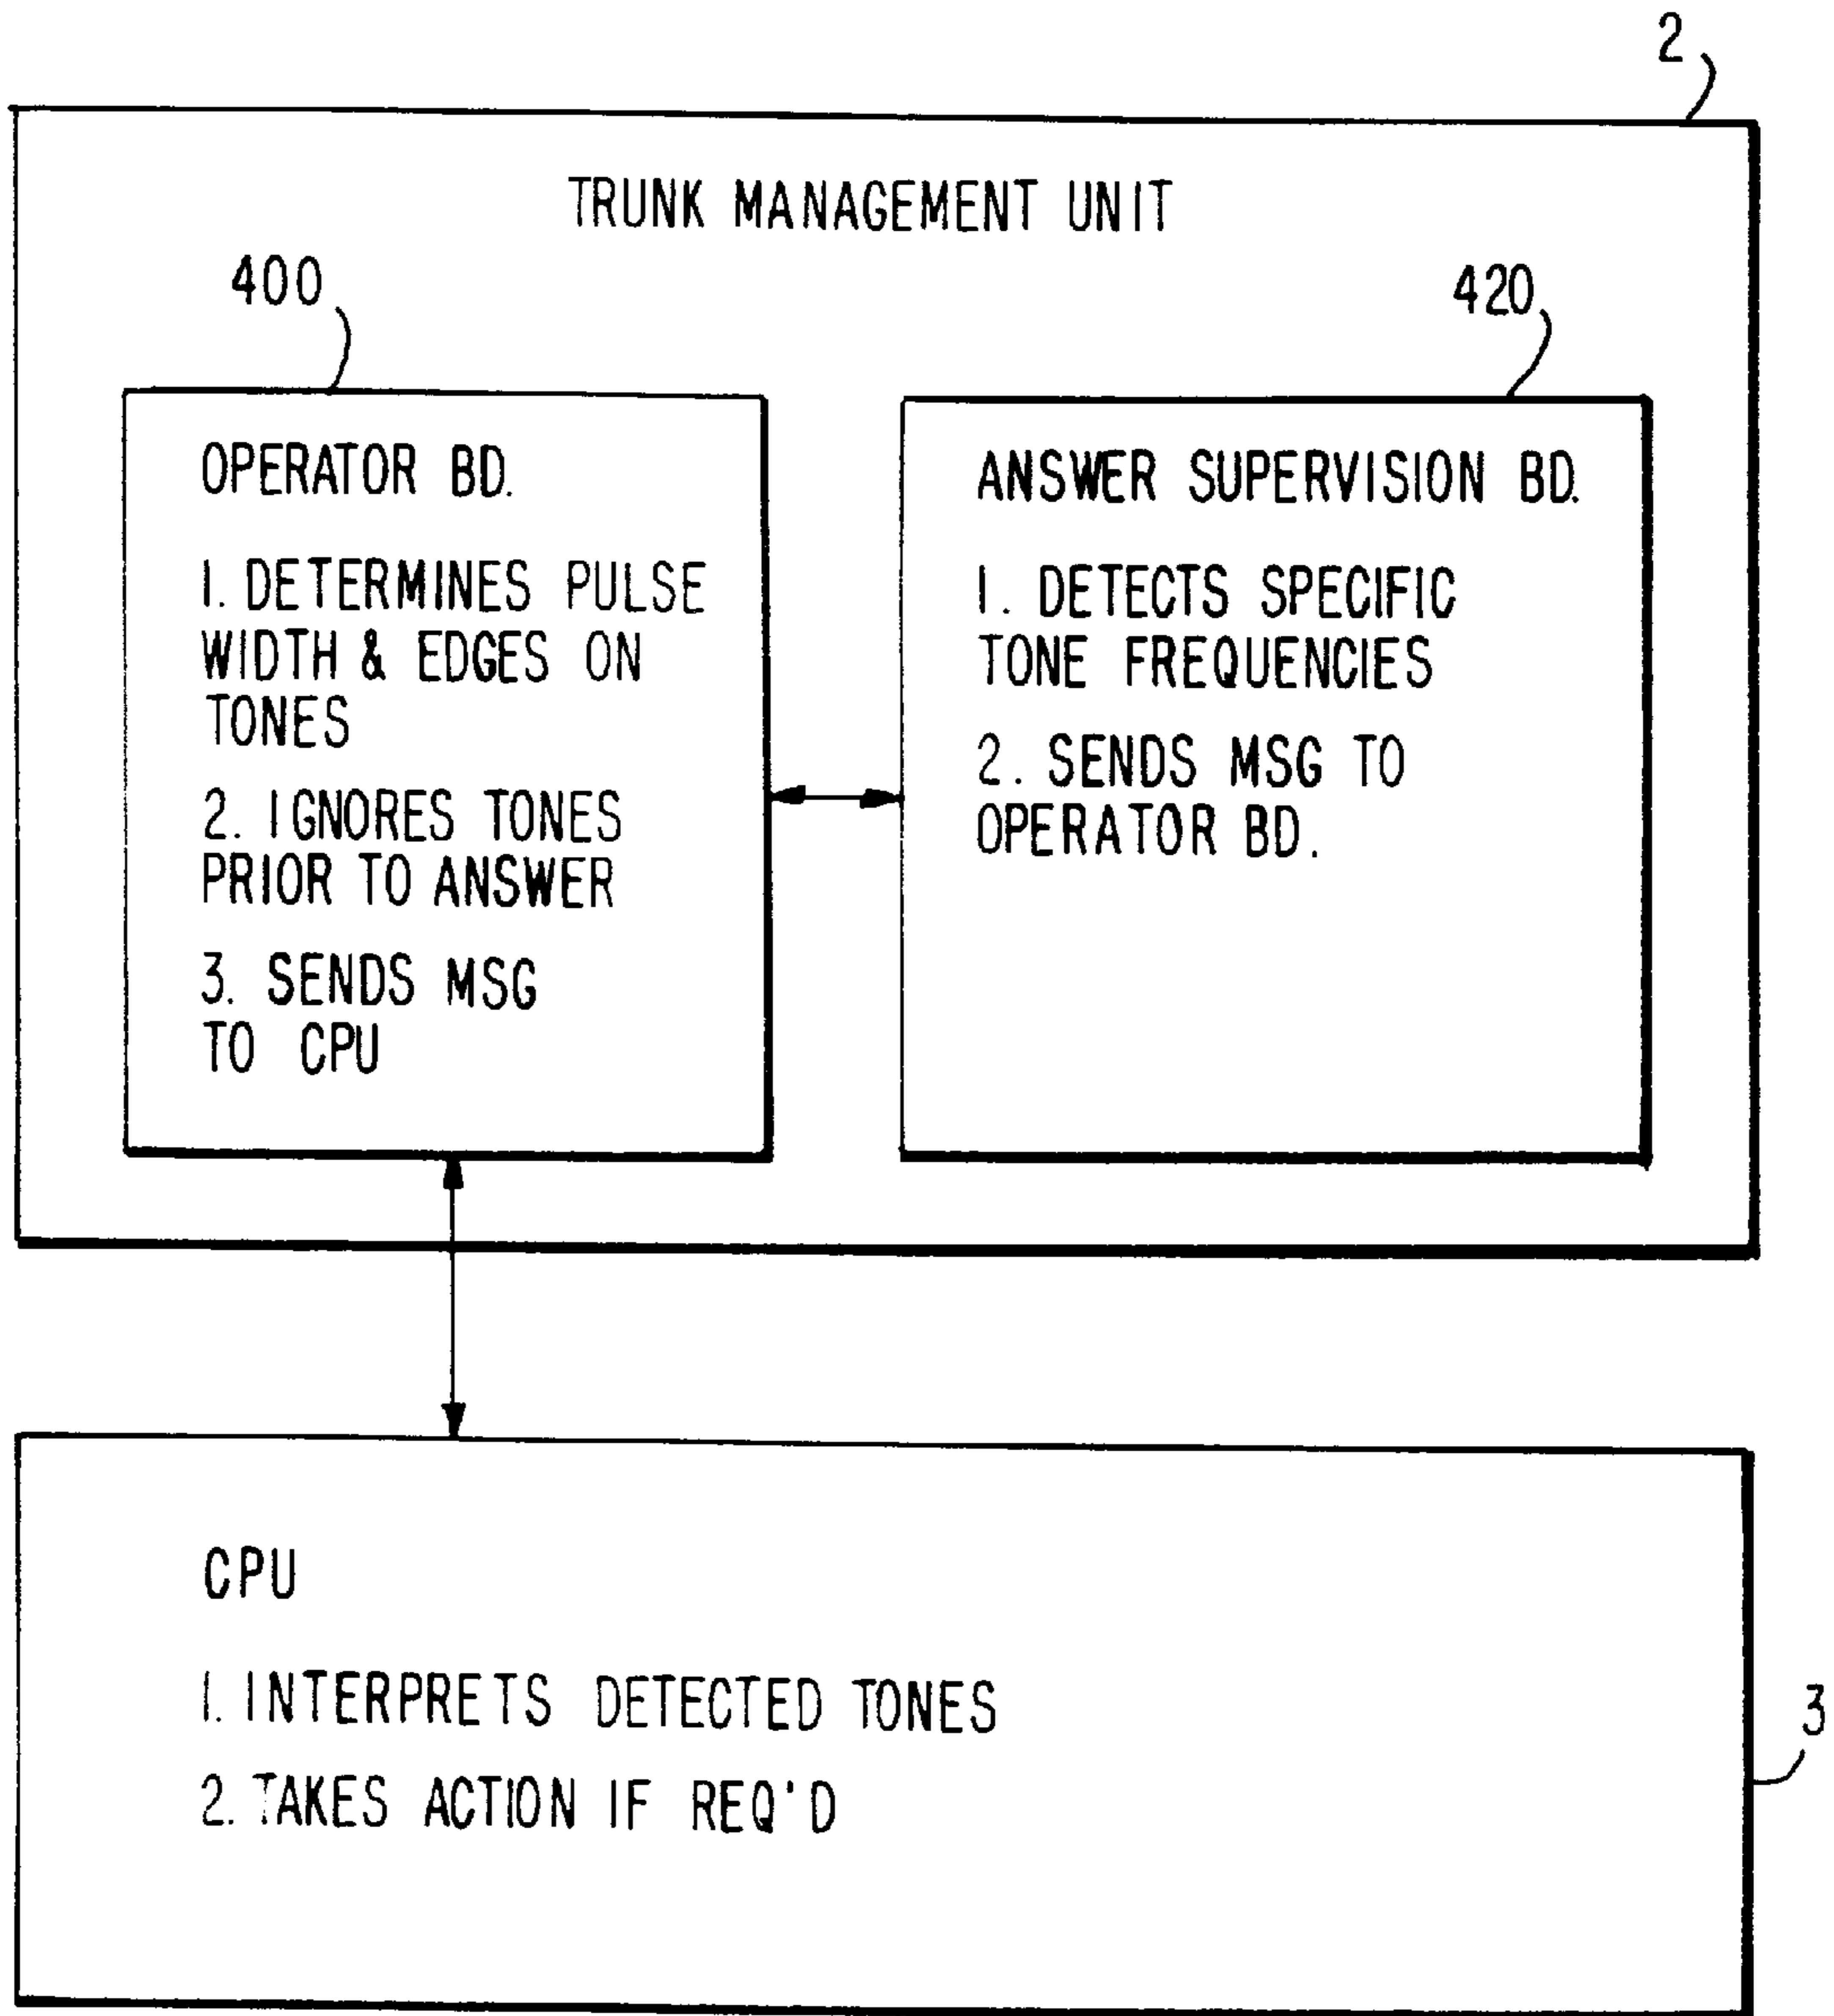 2
TRUNK MANAGEMENT UNIT
400
420
OPERATOR BD.
1. DETERMINES PULSE
WIDTH & EDGES ON
TONES
2. IGNORES TONES
PRIOR TO ANSWER
3. SENDS MSG
TO CPU
ANSWER SUPERVISION BD.
1. DETECTS SPECIFIC
TONE FREQUENCIES
2. SENDS MSG TO
OPERATOR BD.
CPU
1. INTERPRETS DETECTED TONES
2. TAKES ACTION IF REQ'D
3